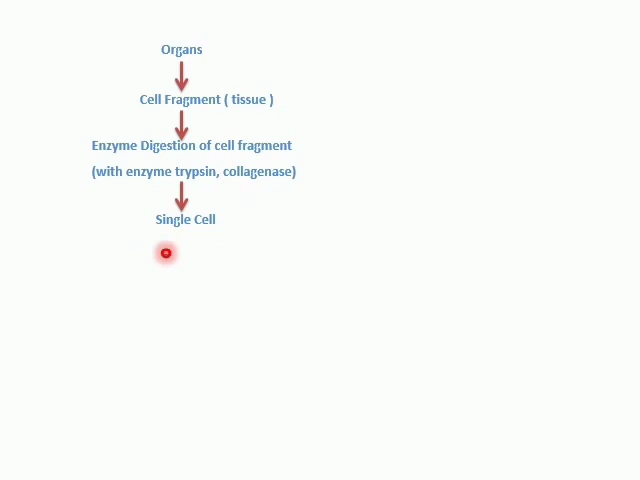 Organs
Cell Fragment ( tissue )
Enzyme Digestion of cell fragment
(with enzyme trypsin, collagenase)
Single Cell